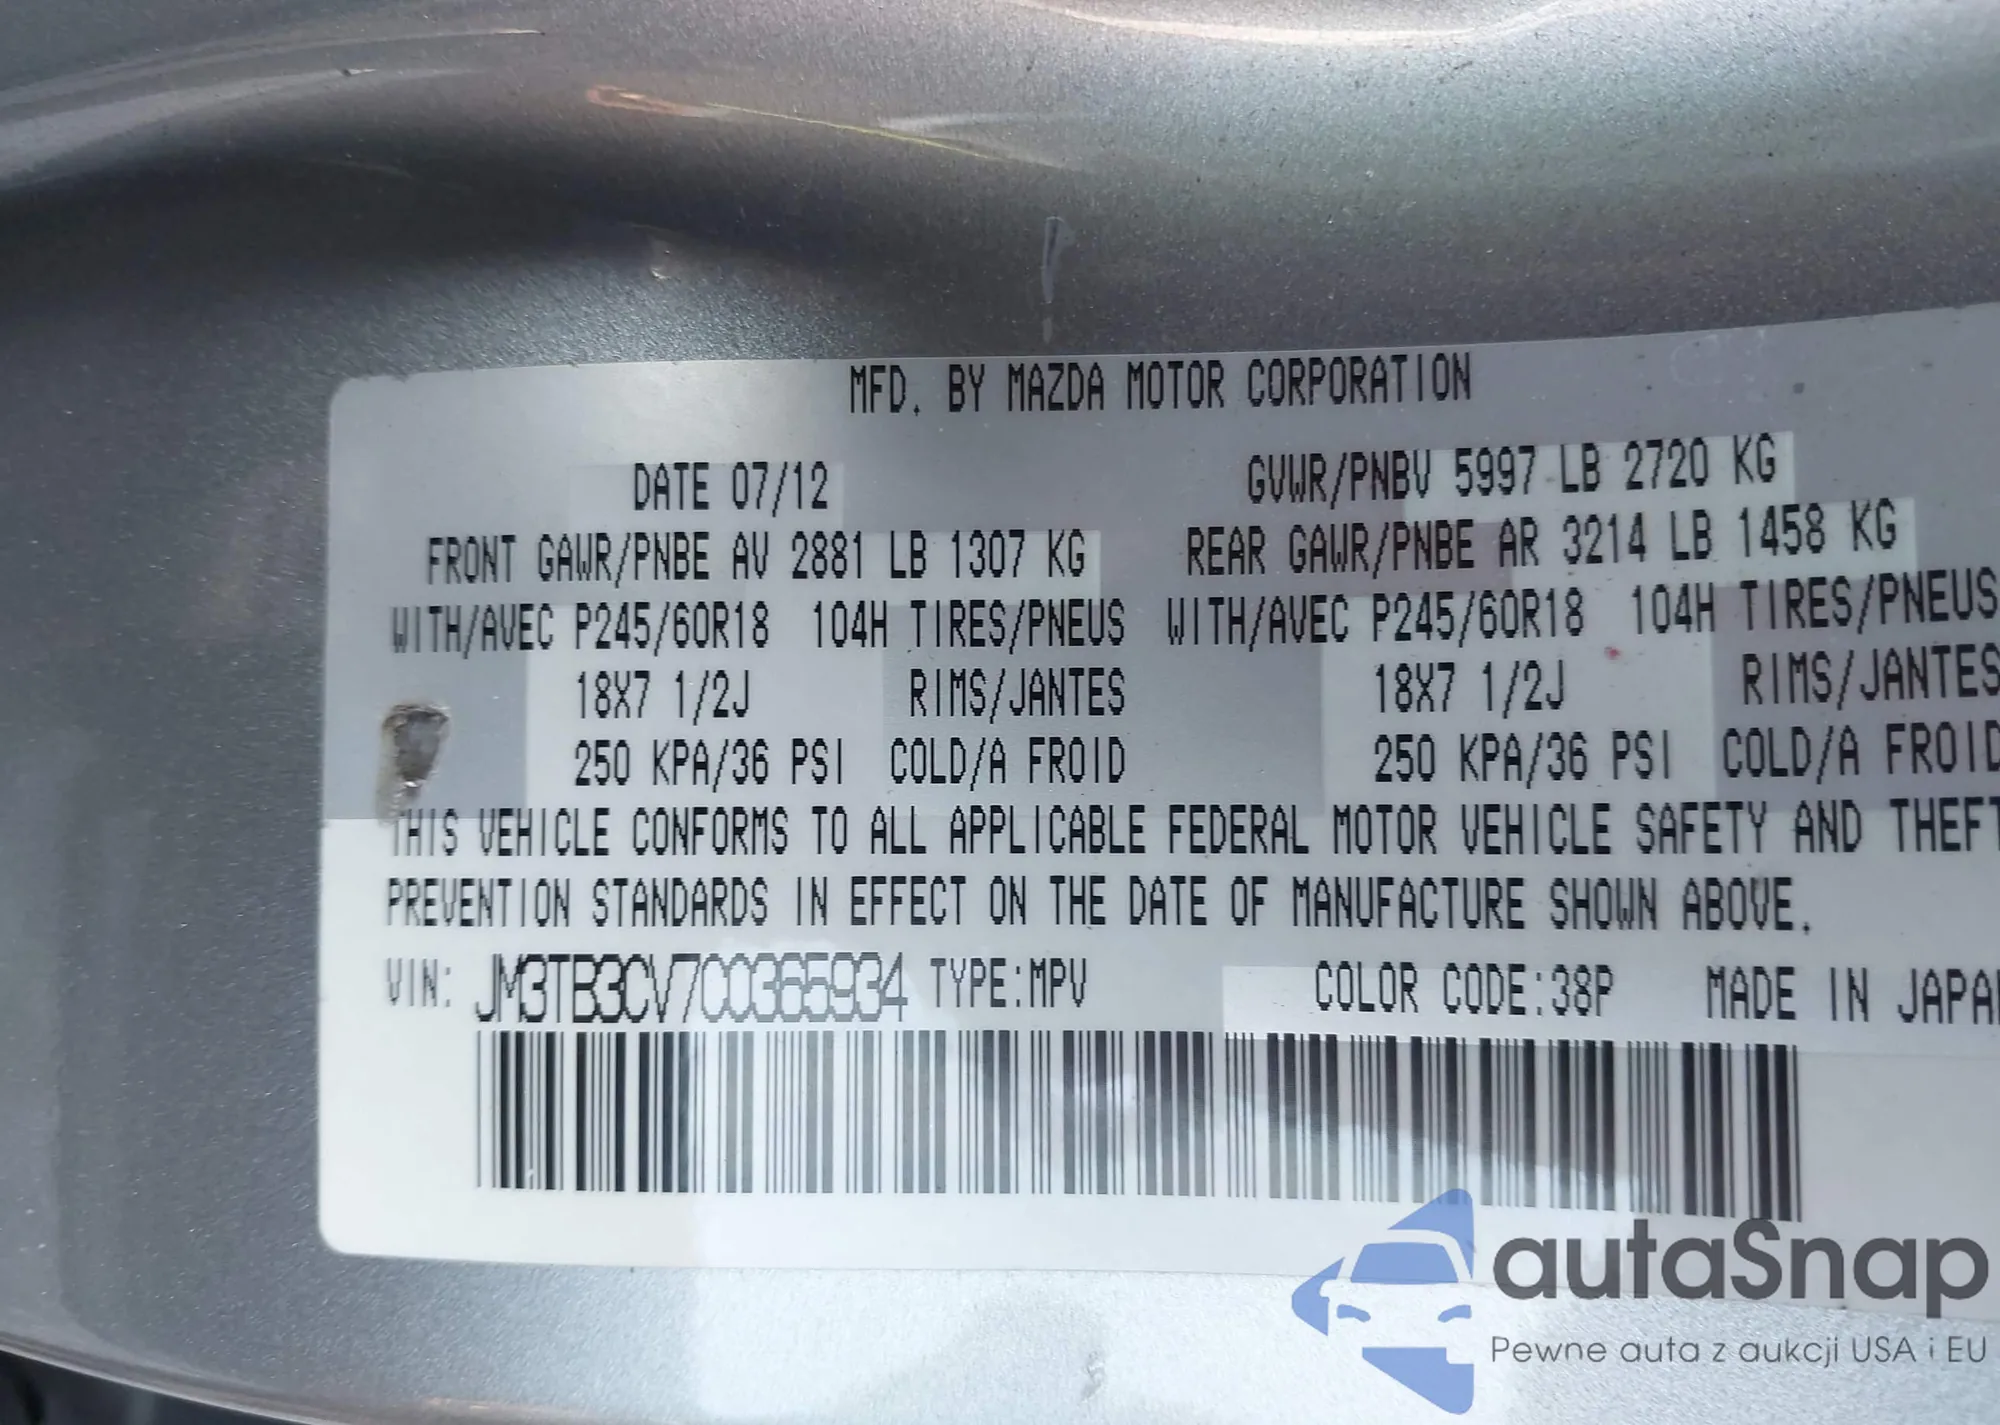 MFD. BY MAZDA MOTOR CORPORATION
DATE 07/12 GVWR/PNBV 5997 LB 2720 KG
FRONT GAWR/PNBE AV 2881 LB 1307 KG REAR GAWR/PNBE AR 3214 LB 1458 KG
WITH/AVEC P245/60R18 104H TIRES/PNEUS WITH/AVEC P245/60R18 104H TIRES/PNEUS
18X7 1/2J RIMS/JANTES 18X7 1/2J RIMS/JANTES
250 KPA/36 PSI COLD/A FROID 250 KPA/36 PSI COLD/A FROID
THIS VEHICLE CONFORMS TO ALL APPLICABLE FEDERAL MOTOR VEHICLE SAFETY AND THEFT
PREVENTION STANDARDS IN EFFECT ON THE DATE OF MANUFACTURE SHOWN ABOVE.
VIN: JM3TB3CV7C0365934 TYPE:MPV COLOR CODE:38P MADE IN JAPA
autaSnap
Pewne auta z aukcji USA i EU